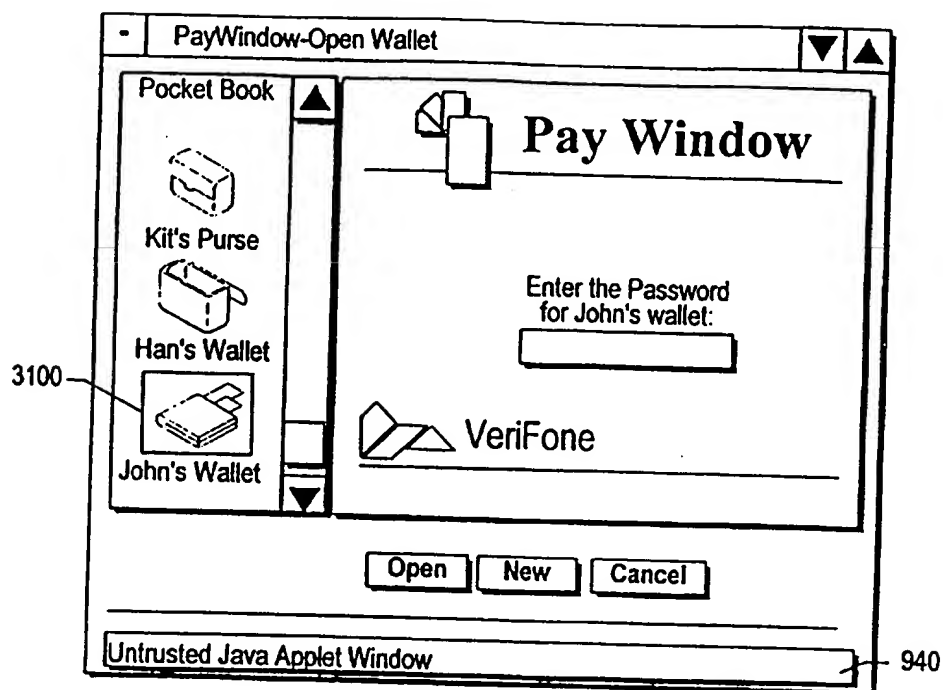 PayWindow-Open Wallet
Pocket Book
Kit's Purse
Han's Wallet
3100
John's Wallet
Pay Window
Enter the Password
for John's wallet:
VeriFone
Open
New
Cancel
Untrusted Java Applet Window
940